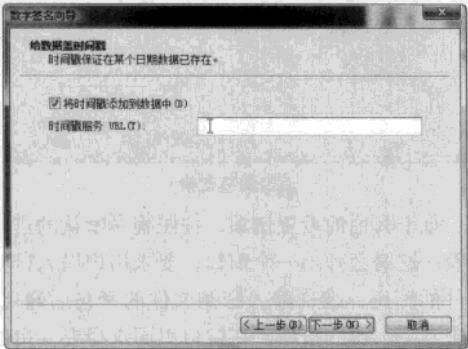 数字签名向导
给数据盖时间戳
时间戳保证在某个日期数据已存在。
将时间戳添加到数据中(D)
时间戳服务 URL(T):
<上一步(B) 下一步(N)> 取消